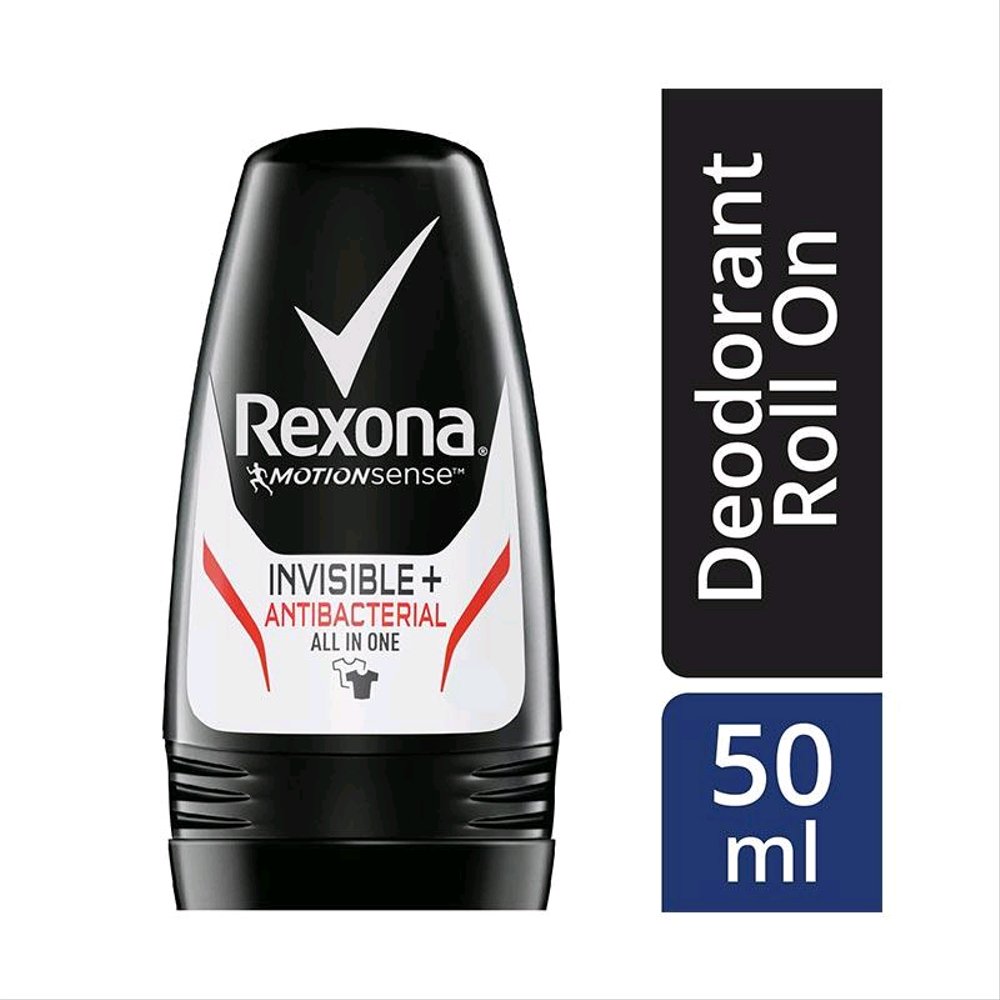 Rexona®
MOTIONsense™
INVISIBLE+
ANTIBACTERIAL
ALL IN ONE
Deodorant
Roll On
50
ml